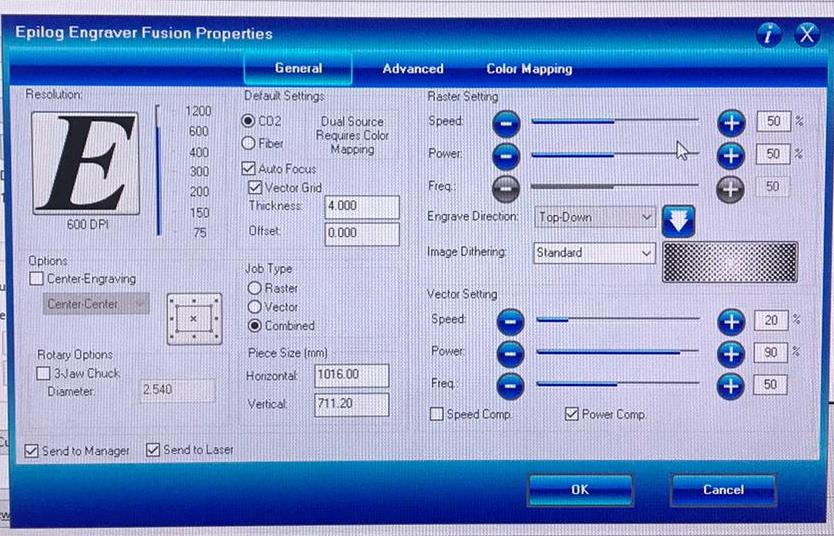 Epilog Engraver Fusion Properties
i X
General Advanced Color Mapping
Resolution:
E
1200
600
400
300
200
150
75
600 DPI
Options
Center-Engraving
Center-Center
Rotary Options
3-Jaw Chuck
Diameter: 2.540
Send to Manager Send to Laser
Default Settings
CO2
Fiber
Dual Source
Requires Color
Mapping
Auto Focus
Vector Grid
Thickness: 4.000
Offset: 0.000
Job Type
Raster
Vector
Combined
Piece Size (mm)
Horizontal: 1016.00
Vertical: 711.20
Raster Setting
Speed: 50 %
Power: 50 %
Freq.: 50
Engrave Direction: Top-Down
Image Dithering: Standard
Vector Setting
Speed: 20 %
Power: 90 %
Freq.: 50
Speed Comp. Power Comp.
OK Cancel